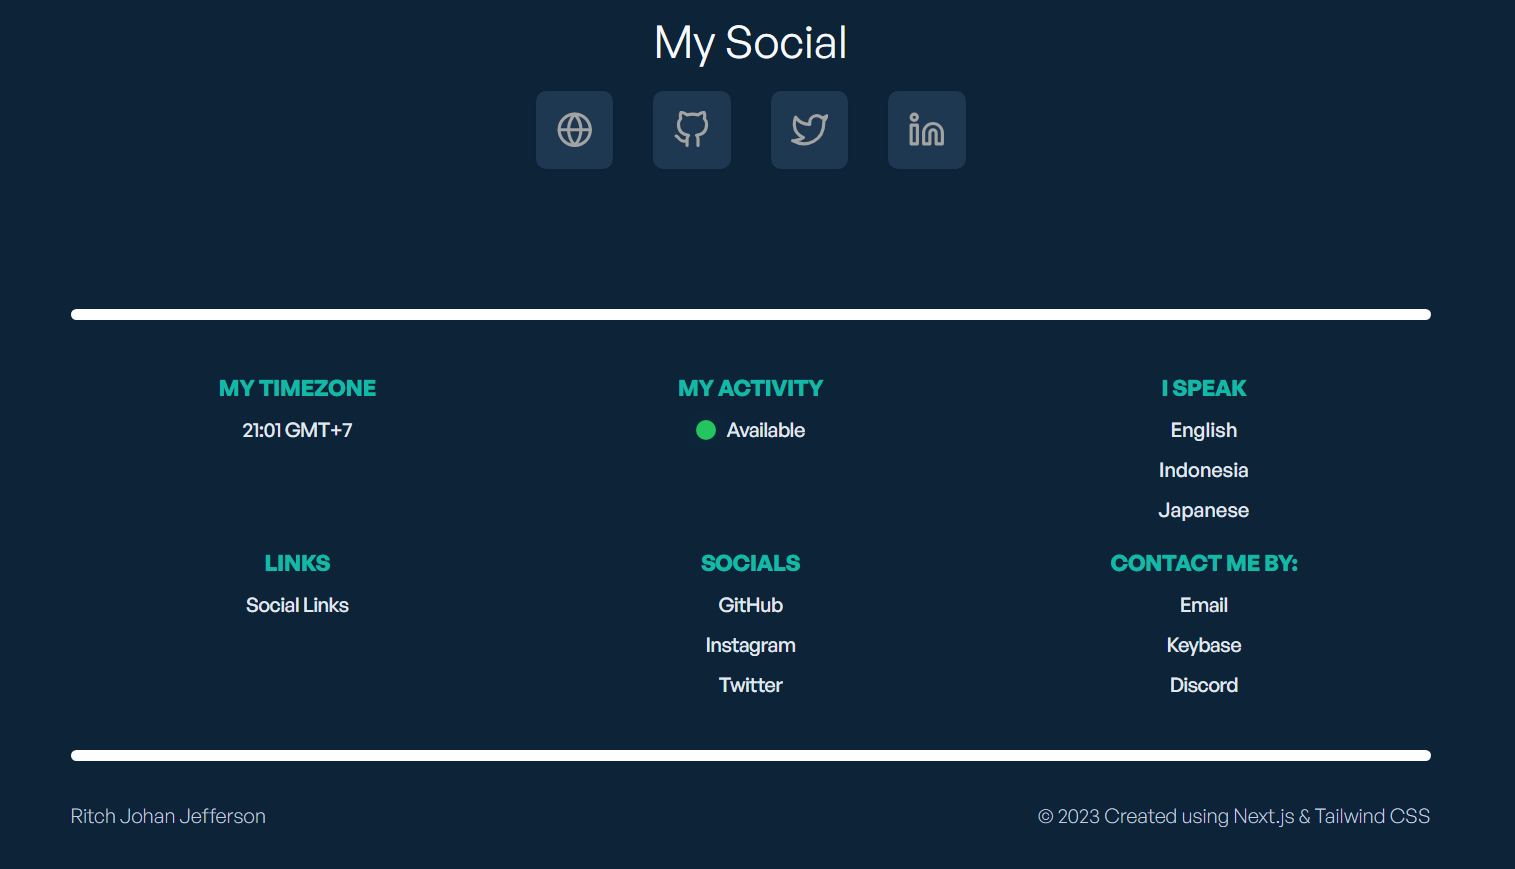 My Social
MY TIMEZONE
21:01 GMT+7
MY ACTIVITY
Available
I SPEAK
English
Indonesia
Japanese
LINKS
Social Links
SOCIALS
GitHub
Instagram
Twitter
CONTACT ME BY:
Email
Keybase
Discord
Ritch Johan Jefferson
© 2023 Created using Next.js & Tailwind CSS